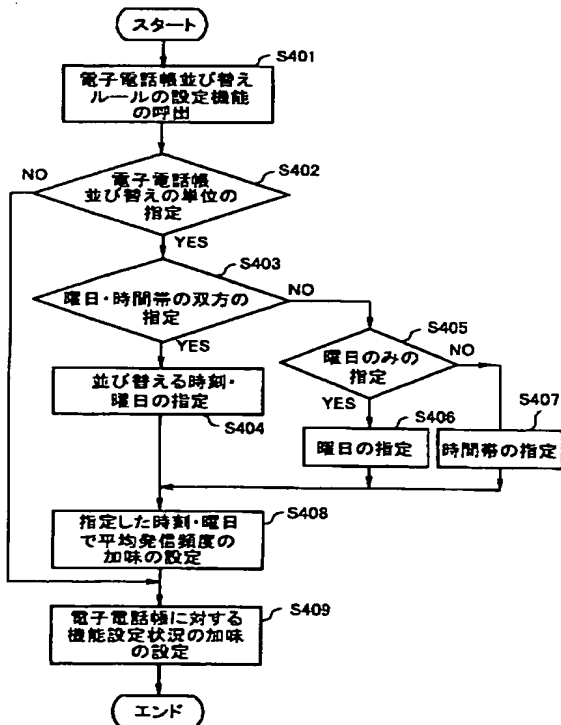 スタート
S401
電子電話帳並び替え
ルールの設定機能
の呼出
S402
NO
電子電話帳
並び替えの単位の
指定
YES
S403
NO
曜日・時間帯の双方の
指定
YES
S405
曜日のみの
指定
NO
YES
並び替える時刻・
曜日の指定
S404
S406
曜日の指定
S407
時間帯の指定
S408
指定した時刻・曜日
で平均発信頻度の
加味の設定
S409
電子電話帳に対する
機能設定状況の加味
の設定
エンド